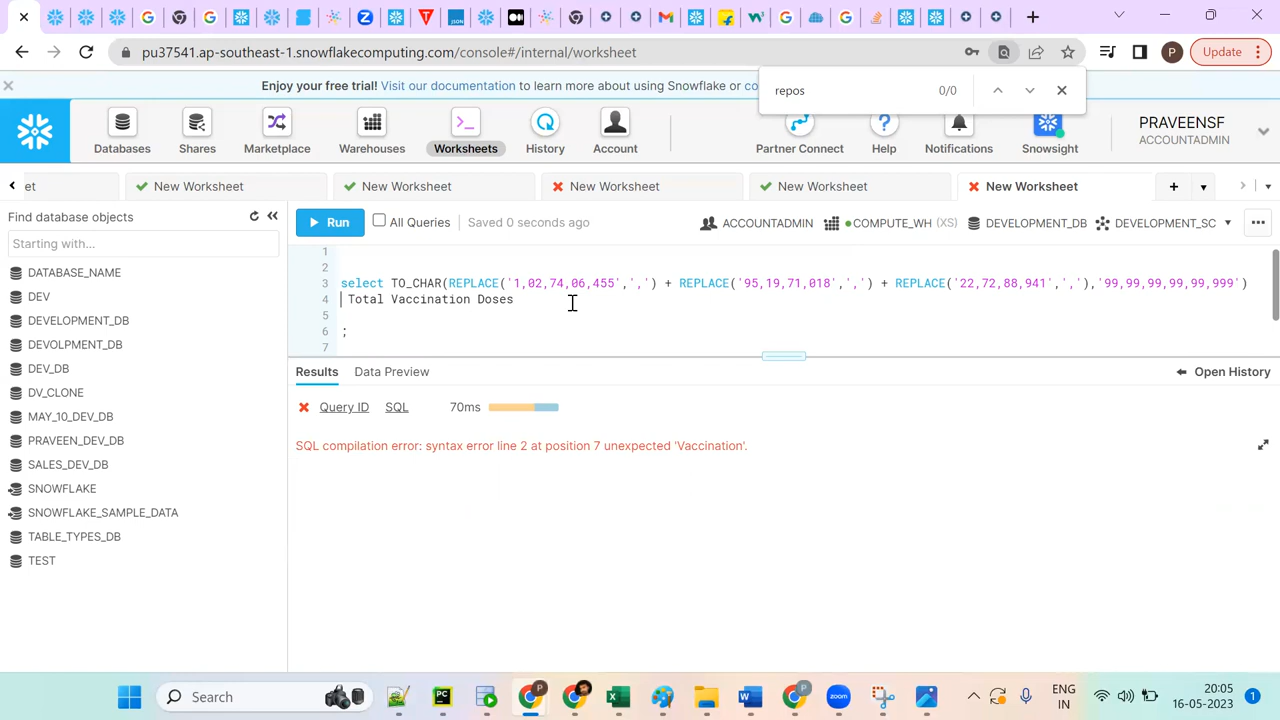 pu37541.ap-southeast-1.snowflakecomputing.com/console#/internal/worksheet
P
Update
repos
0/0
Enjoy your free trial! Visit our documentation to learn more about using Snowflake or co
Databases
Shares
Marketplace
Warehouses
Worksheets
History
Account
Partner Connect
Help
Notifications
Snowsight
PRAVEENSF
ACCOUNTADMIN
et
New Worksheet
New Worksheet
New Worksheet
New Worksheet
New Worksheet
Find database objects
Starting with...
DATABASE_NAME
DEV
DEVELOPMENT_DB
DEVOLPMENT_DB
DEV_DB
DV_CLONE
MAY_10_DEV_DB
PRAVEEN_DEV_DB
SALES_DEV_DB
SNOWFLAKE
SNOWFLAKE_SAMPLE_DATA
TABLE_TYPES_DB
TEST
Run
All Queries
Saved 0 seconds ago
ACCOUNTADMIN
COMPUTE_WH (XS)
DEVELOPMENT_DB
DEVELOPMENT_SC
1
2
3 select TO_CHAR(REPLACE('1,02,74,06,455',',') + REPLACE('95,19,71,018',',') + REPLACE('22,72,88,941',','),'99,99,99,99,99,999')
4 Total Vaccination Doses
5
6 ;
7
Results
Data Preview
Open History
Query ID
SQL
70ms
SQL compilation error: syntax error line 2 at position 7 unexpected 'Vaccination'.
Search
ENG
IN
20:05
16-05-2023
1